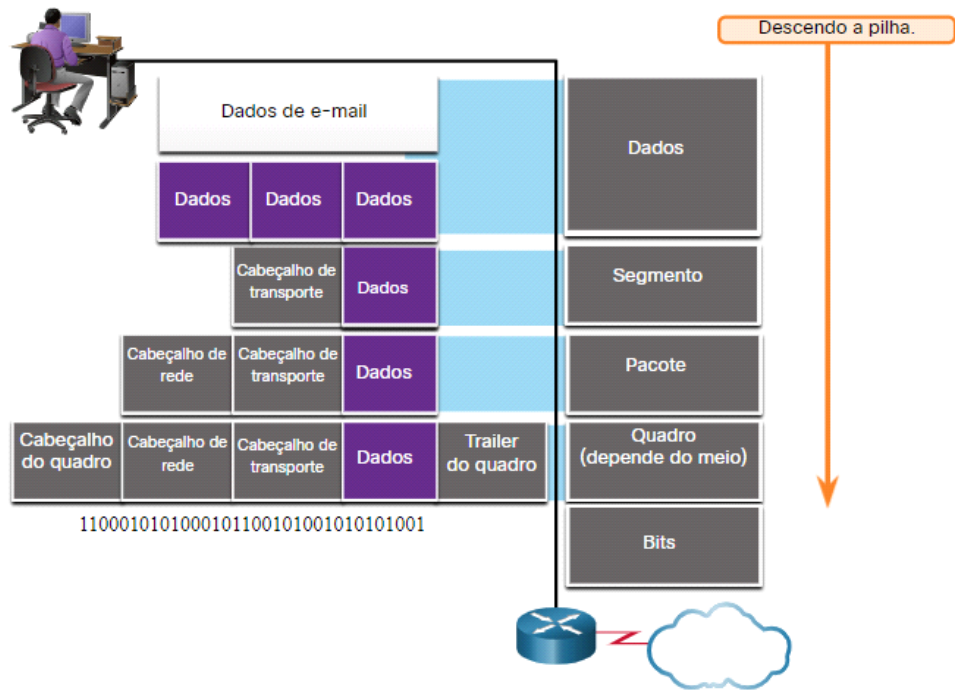 Descendo a pilha.
Dados de e-mail
Dados
Dados
Dados
Dados
Cabeçalho de
transporte
Dados
Segmento
Cabeçalho de
rede
Cabeçalho de
transporte
Dados
Pacote
Cabeçalho
do quadro
Cabeçalho de
rede
Cabeçalho de
transporte
Dados
Trailer
do quadro
Quadro
(depende do meio)
1100010101000101100101001010101001
Bits